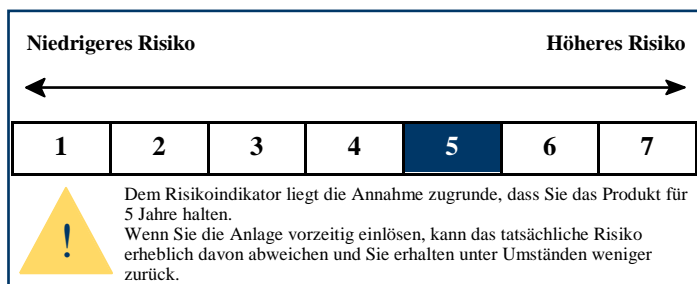 Niedrigeres Risiko Höheres Risiko
1 2 3 4 5 6 7
!
Dem Risikoindikator liegt die Annahme zugrunde, dass Sie das Produkt für
5 Jahre halten.
Wenn Sie die Anlage vorzeitig einlösen, kann das tatsächliche Risiko
erheblich davon abweichen und Sie erhalten unter Umständen weniger
zurück.